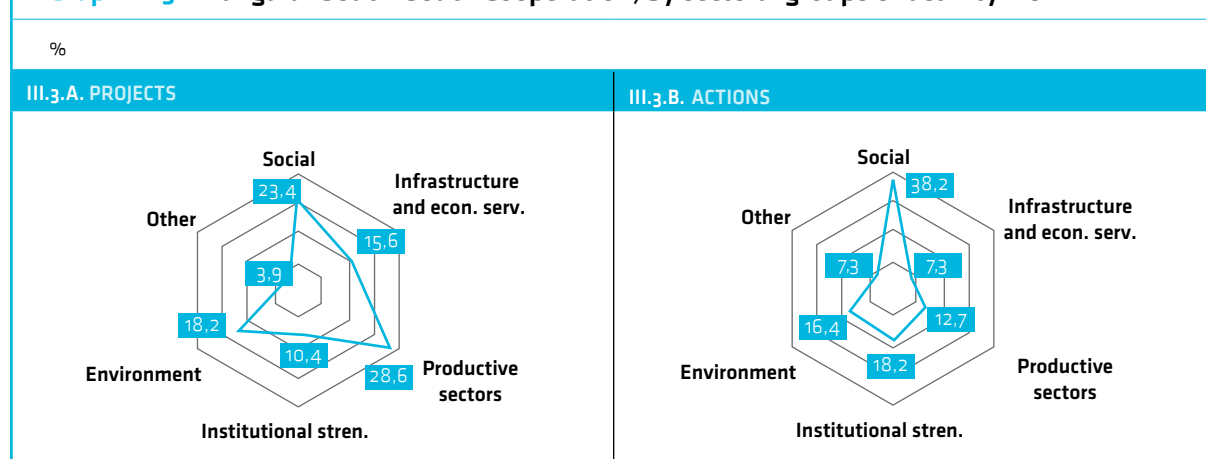 %
III.3.A. PROJECTS
Social
23,4
Infrastructure
and econ. serv.
15,6
Other
3,9
18,2
10,4
28,6
Environment
Productive
sectors
Institutional stren.
III.3.B. ACTIONS
Social
38,2
Infrastructure
and econ. serv.
Other
7,3
7,3
16,4
12,7
18,2
Environment
Productive
sectors
Institutional stren.